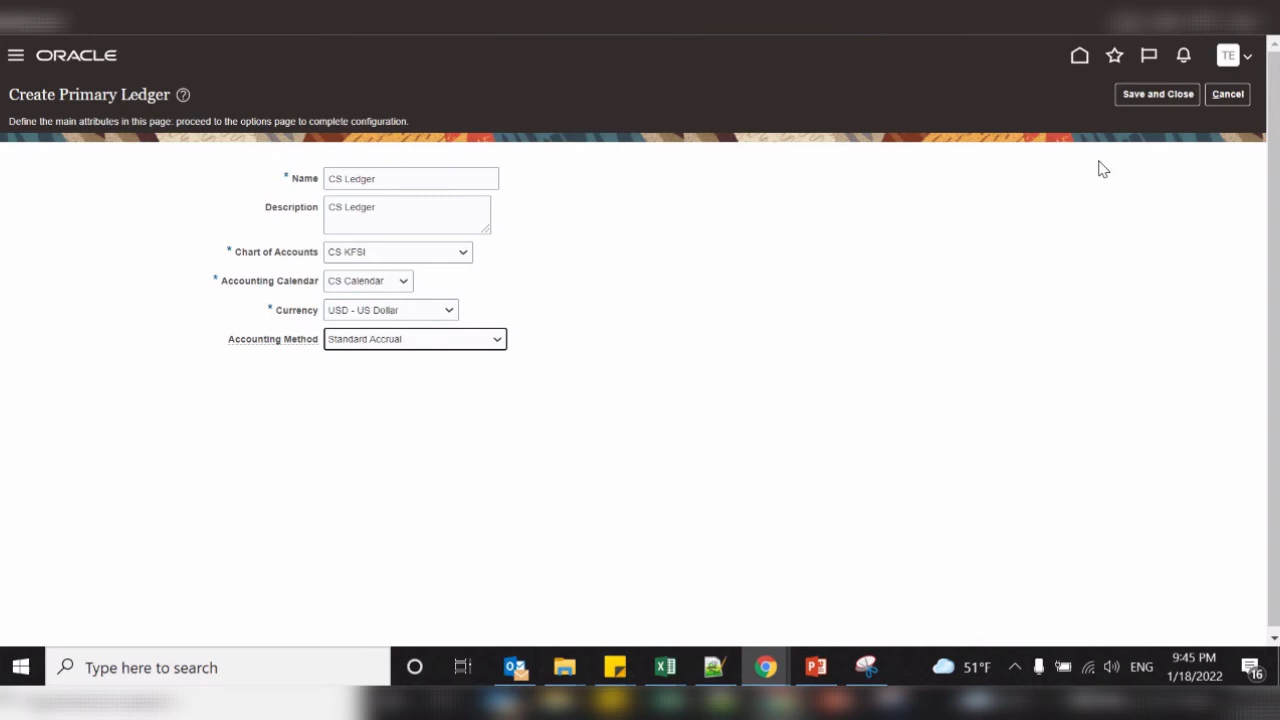 ORACLE
TE
Create Primary Ledger ?
Save and Close
Cancel
Define the main attributes in this page: proceed to the options page to complete configuration.
* Name CS Ledger
Description CS Ledger
* Chart of Accounts CS KFSI
* Accounting Calendar CS Calendar
* Currency USD - US Dollar
Accounting Method Standard Accrual
Type here to search
51°F
ENG
9:45 PM
1/18/2022
16